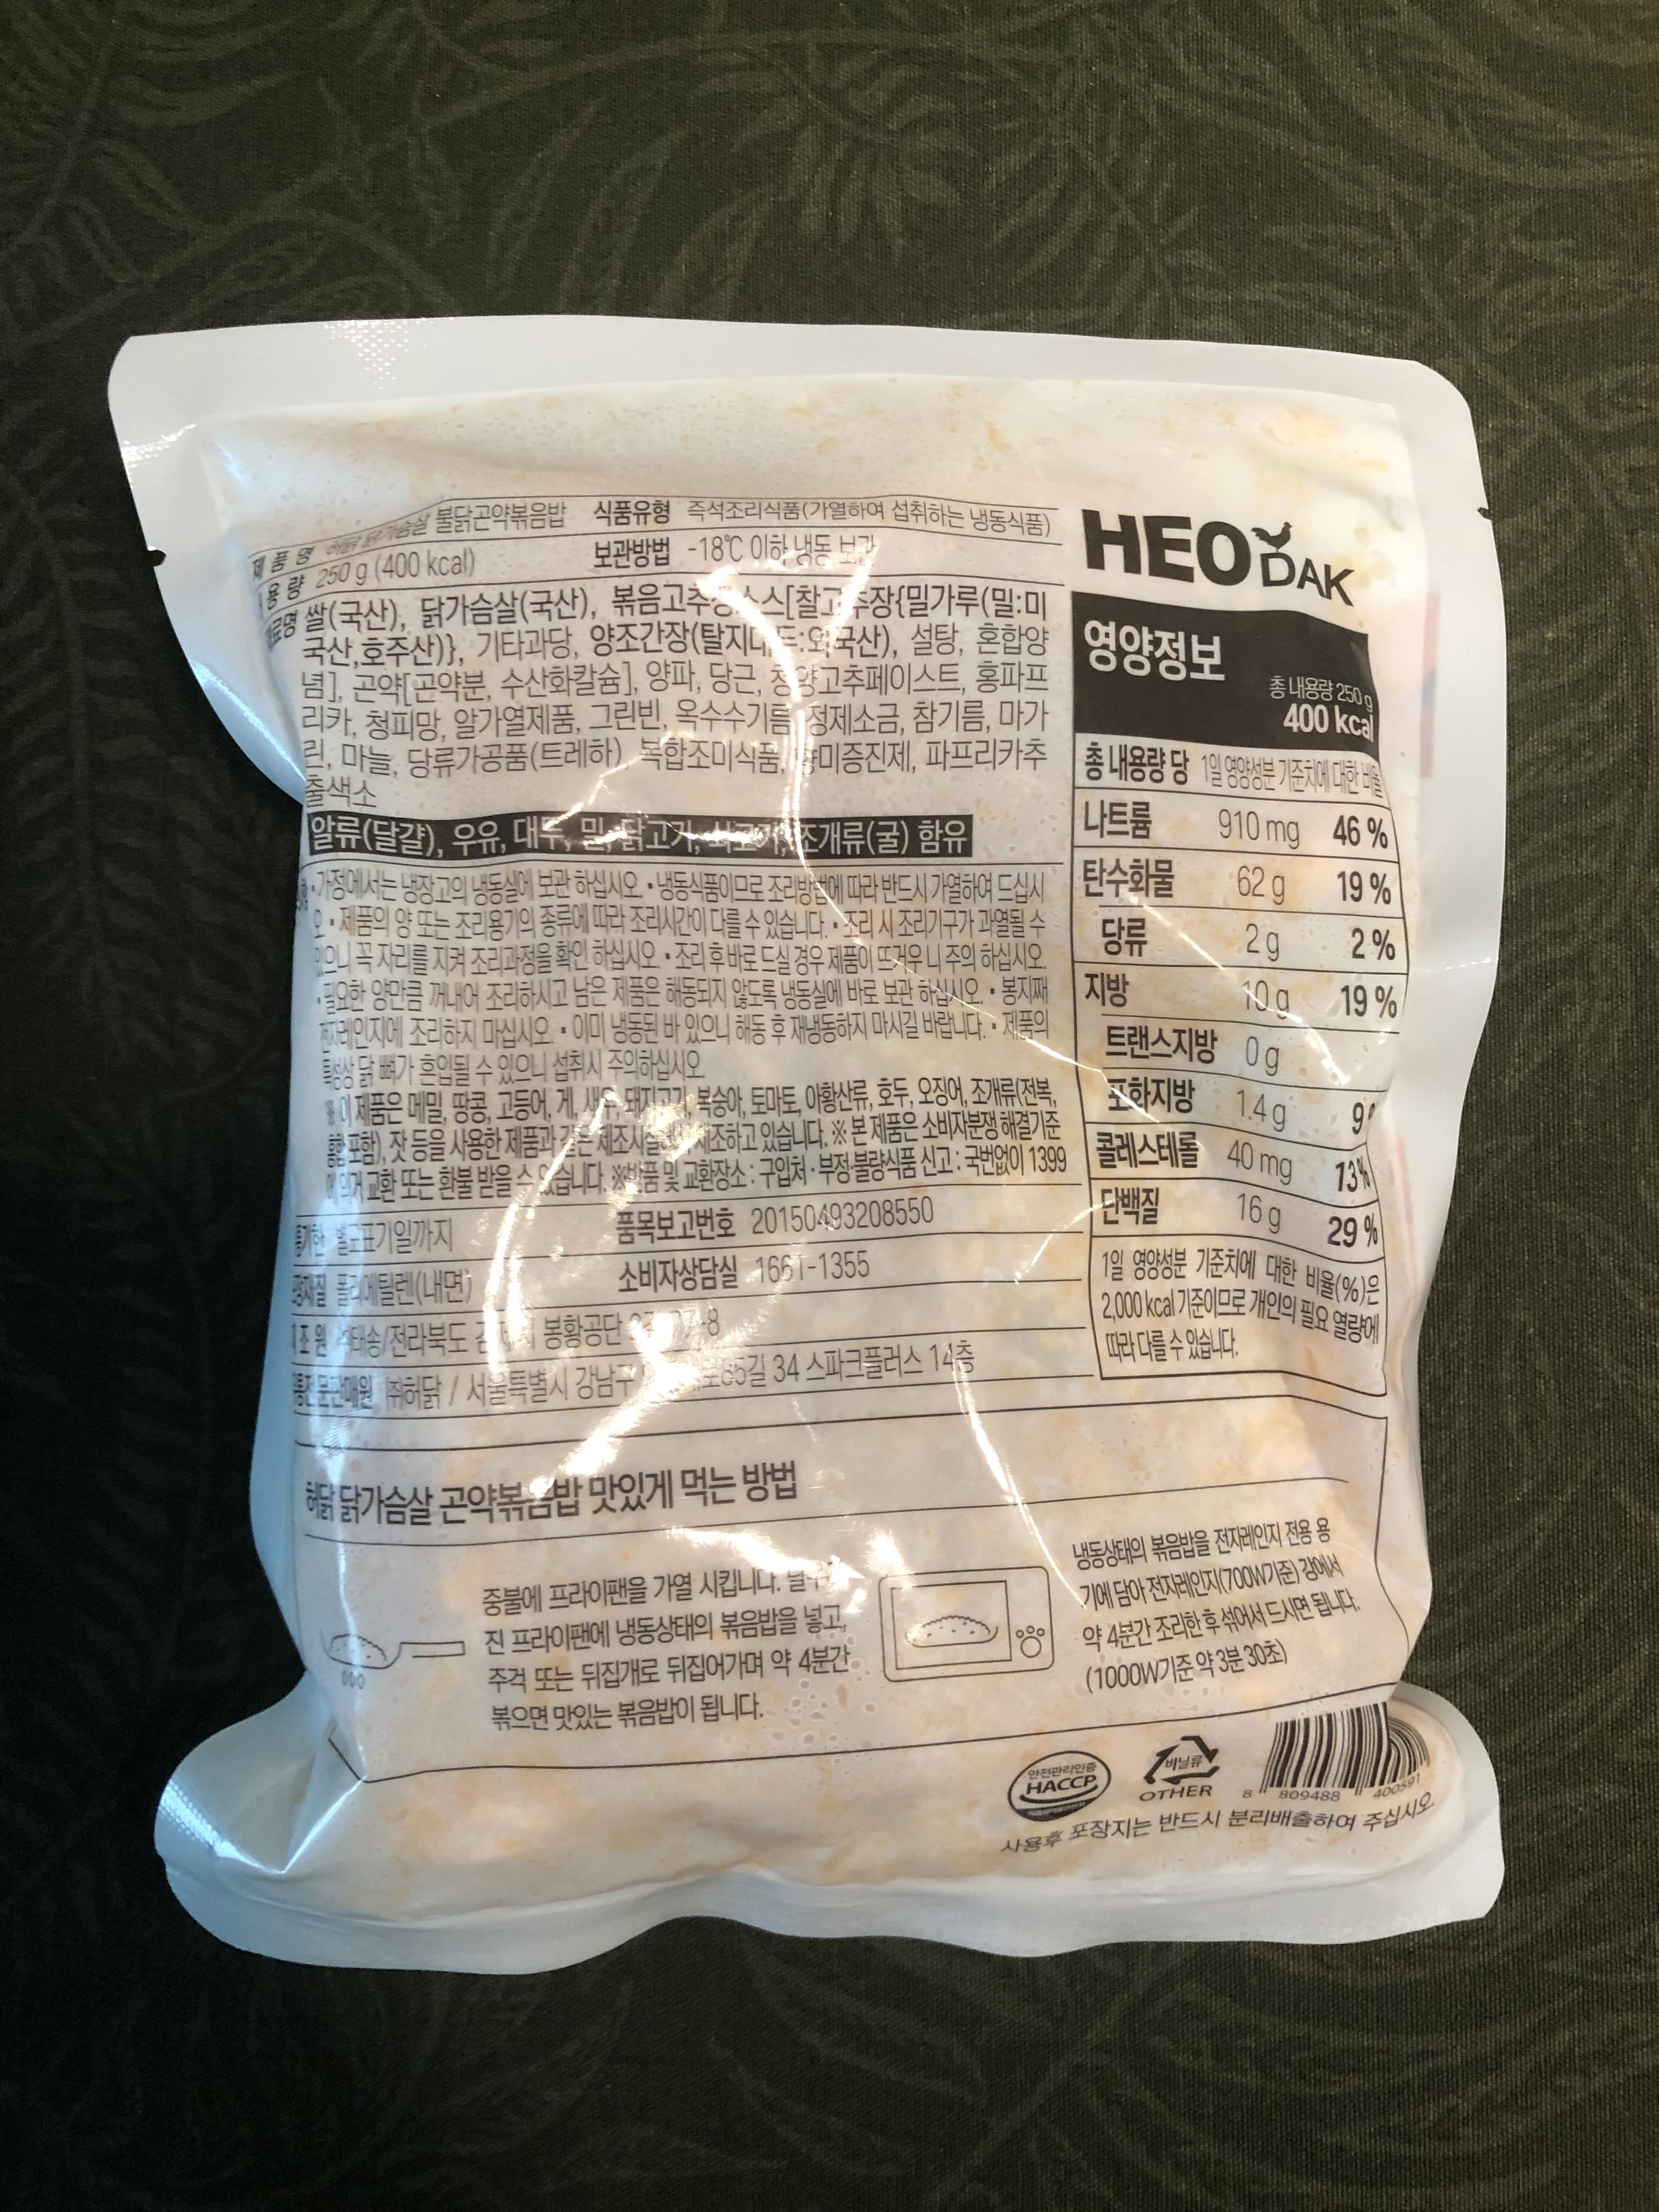 제 품 명 허닭 닭가슴살 불닭곤약볶음밥 식품유형 즉석조리식품(가열하여 섭취하는 냉동식품)
용 량 250 g (400 kcal) 보관방법 -18℃ 이하 냉동 보관
료명 쌀(국산), 닭가슴살(국산), 볶음고추장소스[찰고추장{밀가루(밀:미
국산,호주산)}, 기타과당, 양조간장(탈지대두:외국산), 설탕, 혼합양
념], 곤약[곤약분, 수산화칼슘], 양파, 당근, 청양고추페이스트, 홍파프
리카, 청피망, 알가열제품, 그린빈, 옥수수기름, 정제소금, 참기름, 마가
린, 마늘, 당류가공품(트레하), 복합조미식품, 향미증진제, 파프리카추
출색소
알류(달걀), 우유, 대두, 밀, 닭고기, 쇠고기, 조개류(굴) 함유
• 가정에서는 냉장고의 냉동실에 보관 하십시오 • 냉동식품이므로 조리방법에 따라 반드시 가열하여 드십시
오. • 제품의 양 또는 조리용기의 종류에 따라 조리시간이 다를 수 있습니다. • 조리 시 조리기구가 과열될 수
있으니 꼭 자리를 지켜 조리과정을 확인 하십시오. • 조리 후 바로 드실 경우 제품이 뜨거우니 주의 하십시오.
• 필요한 양만큼 꺼내어 조리하시고 남은 제품은 해동되지 않도록 냉동실에 바로 보관 하십시오. • 봉지째
전자레인지에 조리하지 마십시오. • 이미 냉동된 바 있으니 해동 후 재냉동하지 마시길 바랍니다. • 제품의
특성상 닭 뼈가 혼입될 수 있으니 섭취시 주의하십시오
※ 이 제품은 메밀, 땅콩, 고등어, 게, 새우, 돼지고기, 복숭아, 토마토, 아황산류, 호두, 오징어, 조개류(전복,
홍합 포함), 잣 등을 사용한 제품과 같은 제조시설에서 제조하고 있습니다. ※ 본 제품은 소비자분쟁 해결기준
에 의거 교환 또는 환불 받을 수 있습니다. ※반품 및 교환장소 : 구입처 • 부정·불량식품 신고 : 국번없이 1399
통기한 별도표기일까지 품목보고번호 20150493208550
장재질 폴리에틸렌(내면) 소비자상담실 1661-1355
제 조 원 전라북도 김제시 봉황공단
통전문판매원 ㈜허닭 / 서울특별시 강남구 34 스파크플러스 14층
HEODAK
영양정보
총 내용량 250 g
400 kcal
총 내용량 당 1일 영양성분 기준치에 대한 비율
나트륨 910 mg 46 %
탄수화물 62 g 19 %
당류 2 g 2 %
지방 10 g 19 %
트랜스지방 0 g
포화지방 1.4 g 9
콜레스테롤 40 mg 13%
단백질 16 g 29 %
1일 영양성분 기준치에 대한 비율(%)은
2,000 kcal 기준이므로 개인의 필요 열량에
따라 다를 수 있습니다.
허닭 닭가슴살 곤약볶음밥 맛있게 먹는 방법
중불에 프라이팬을 가열 시킵니다. 달구어
진 프라이팬에 냉동상태의 볶음밥을 넣고,
주걱 또는 뒤집개로 뒤집어가며 약 4분간
볶으면 맛있는 볶음밥이 됩니다.
냉동상태의 볶음밥을 전자레인지 전용 용
기에 담아 전자레인지(700W기준) 강에서
약 4분간 조리한 후 섞어서 드시면 됩니다.
(1000W기준 약 3분 30초)
안전관리인증
HACCP
비닐류
OTHER
8 809488 400591
사용후 포장지는 반드시 분리배출하여 주십시오.